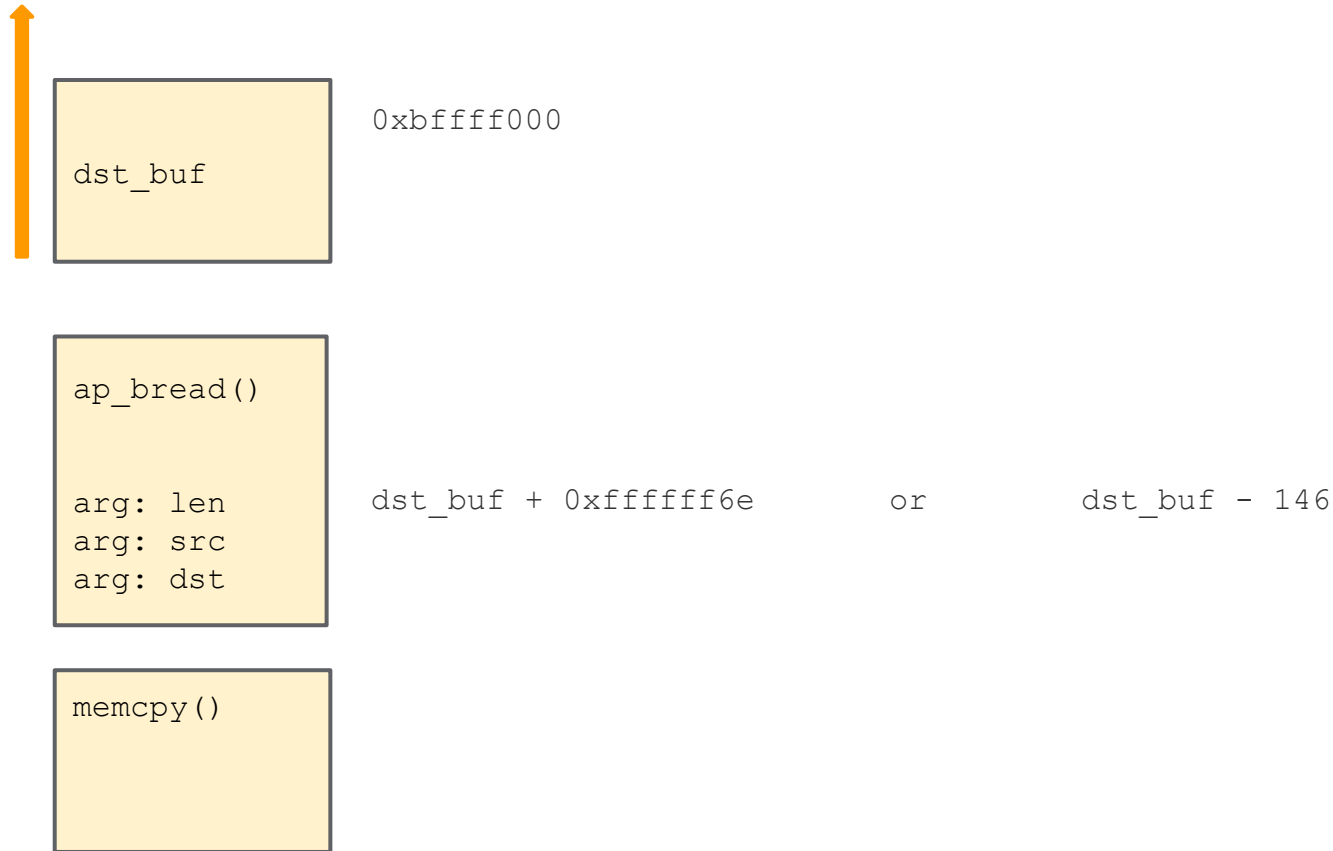 0xbffff000
dst_buf
ap_bread()
arg: len
dst_buf + 0xffffff6e or dst_buf - 146
arg: src
arg: dst
memcpy()